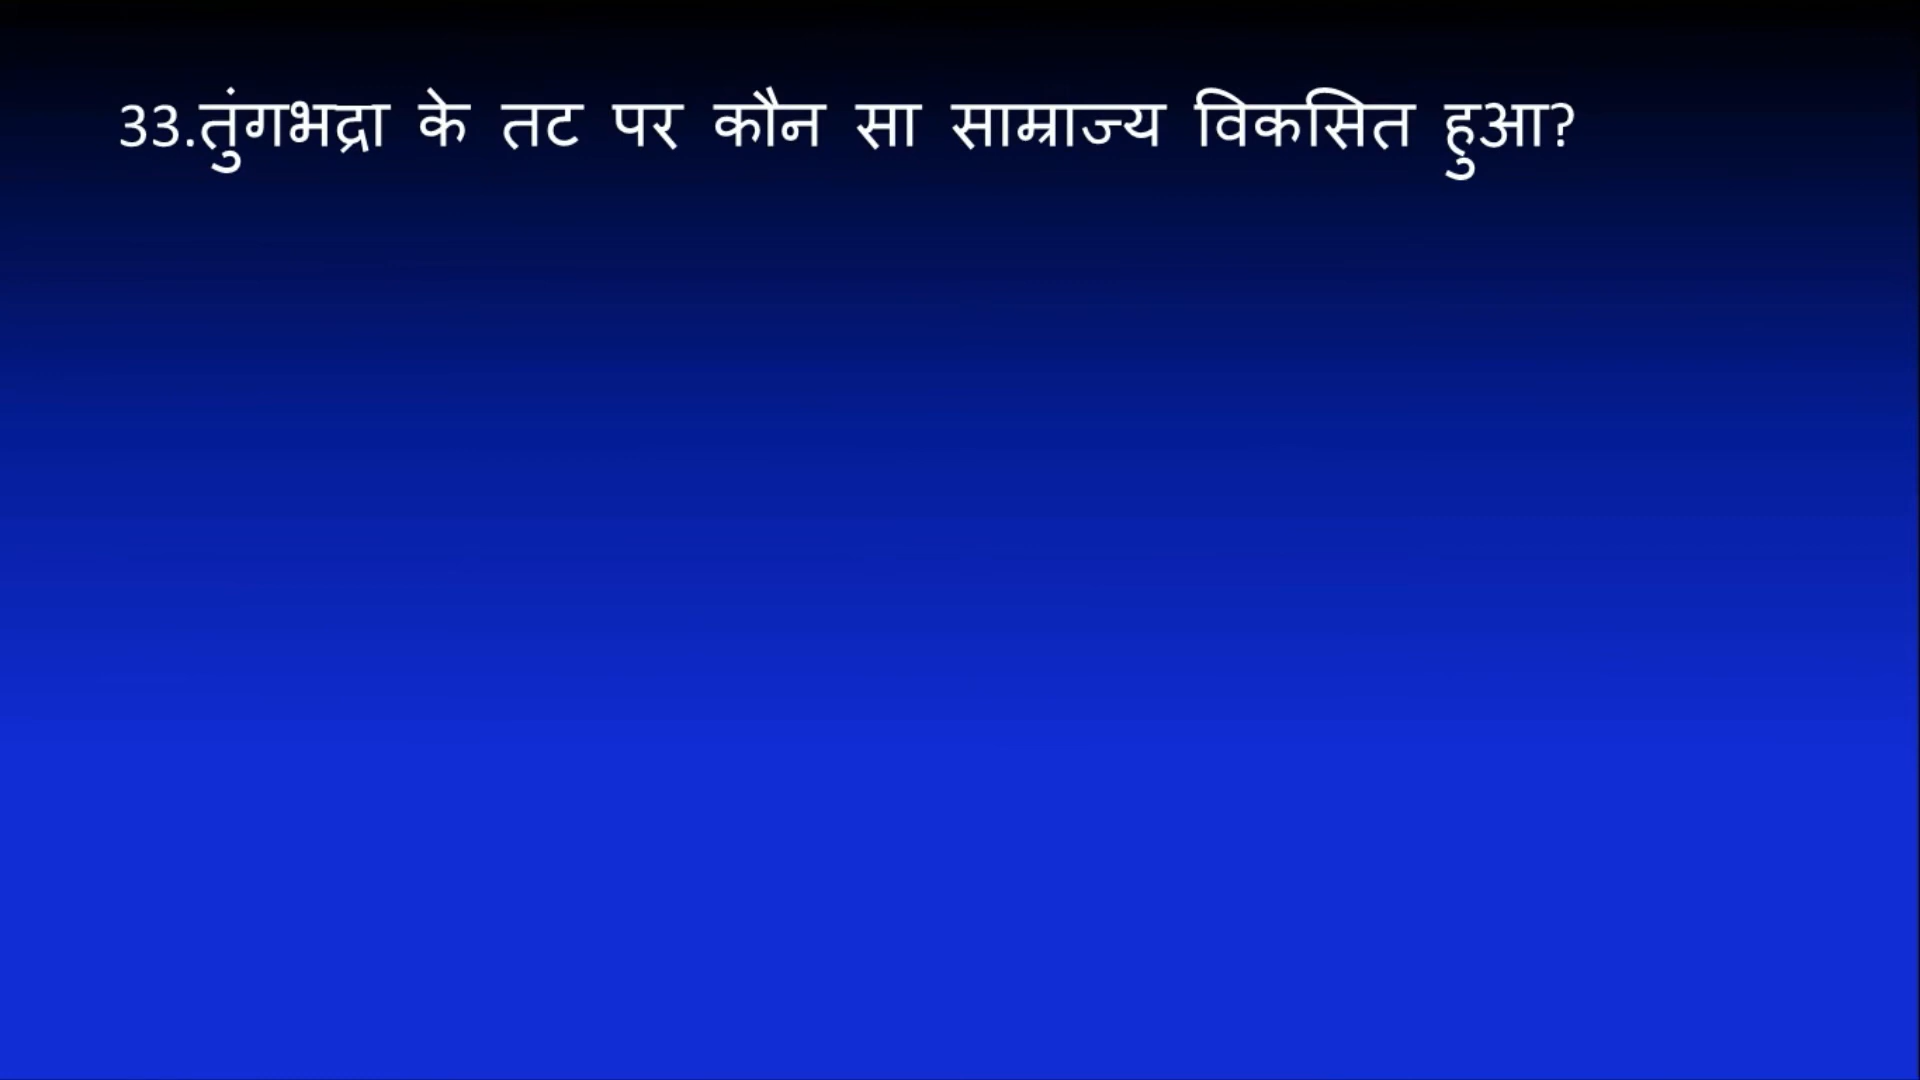 33.तुंगभद्रा के तट पर कौन सा साम्राज्य विकसित हुआ?